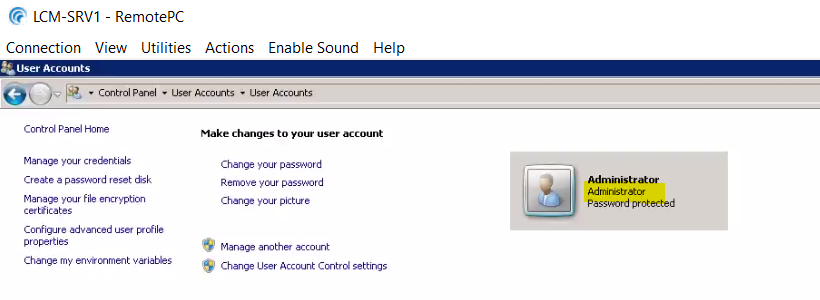 LCM-SRV1 - RemotePC
Connection View Utilities Actions Enable Sound Help
User Accounts
Control Panel User Accounts User Accounts
Control Panel Home
Manage your credentials
Create a password reset disk
Manage your file encryption
certificates
Configure advanced user profile
properties
Change my environment variables
Make changes to your user account
Change your password
Remove your password
Change your picture
Manage another account
Change User Account Control settings
Administrator
Administrator
Password protected